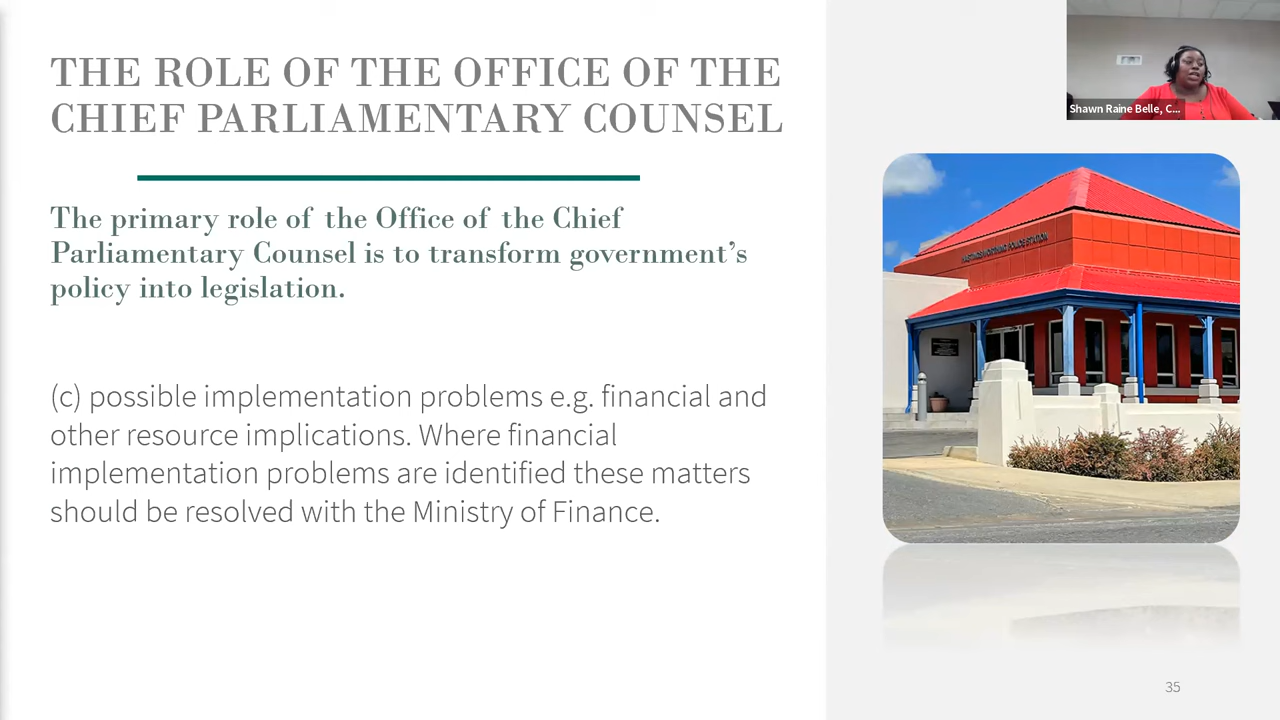 THE ROLE OF THE OFFICE OF THE
CHIEF PARLIAMENTARY COUNSEL
Shawn Raine Belle, C...
The primary role of the Office of the Chief
Parliamentary Counsel is to transform government’s
policy into legislation.
POLICE STATION
(c) possible implementation problems e.g. financial and
other resource implications. Where financial
implementation problems are identified these matters
should be resolved with the Ministry of Finance.
35